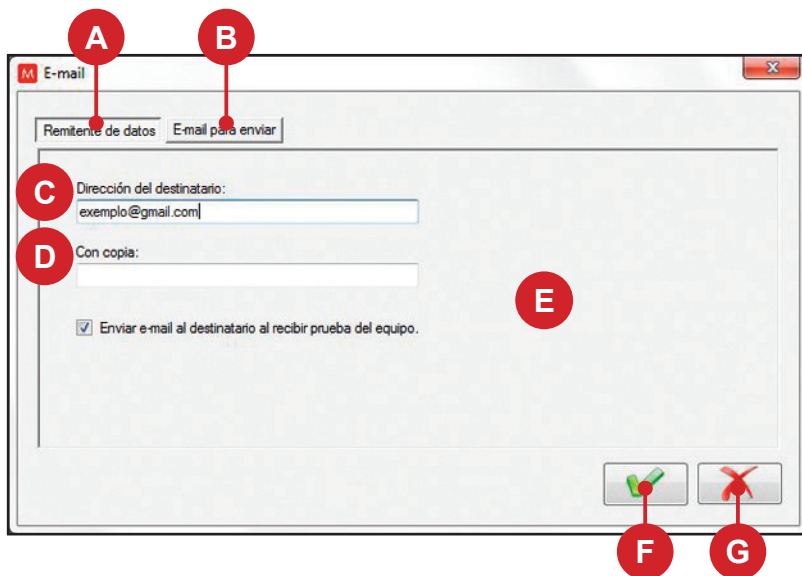 A
B
M E-mail
x
Remitente de datos
E-mail para enviar
C
Dirección del destinatario:
exemplo@gmail.com
D
Con copia:
E
Enviar e-mail al destinatario al recibir prueba del equipo.
F
G